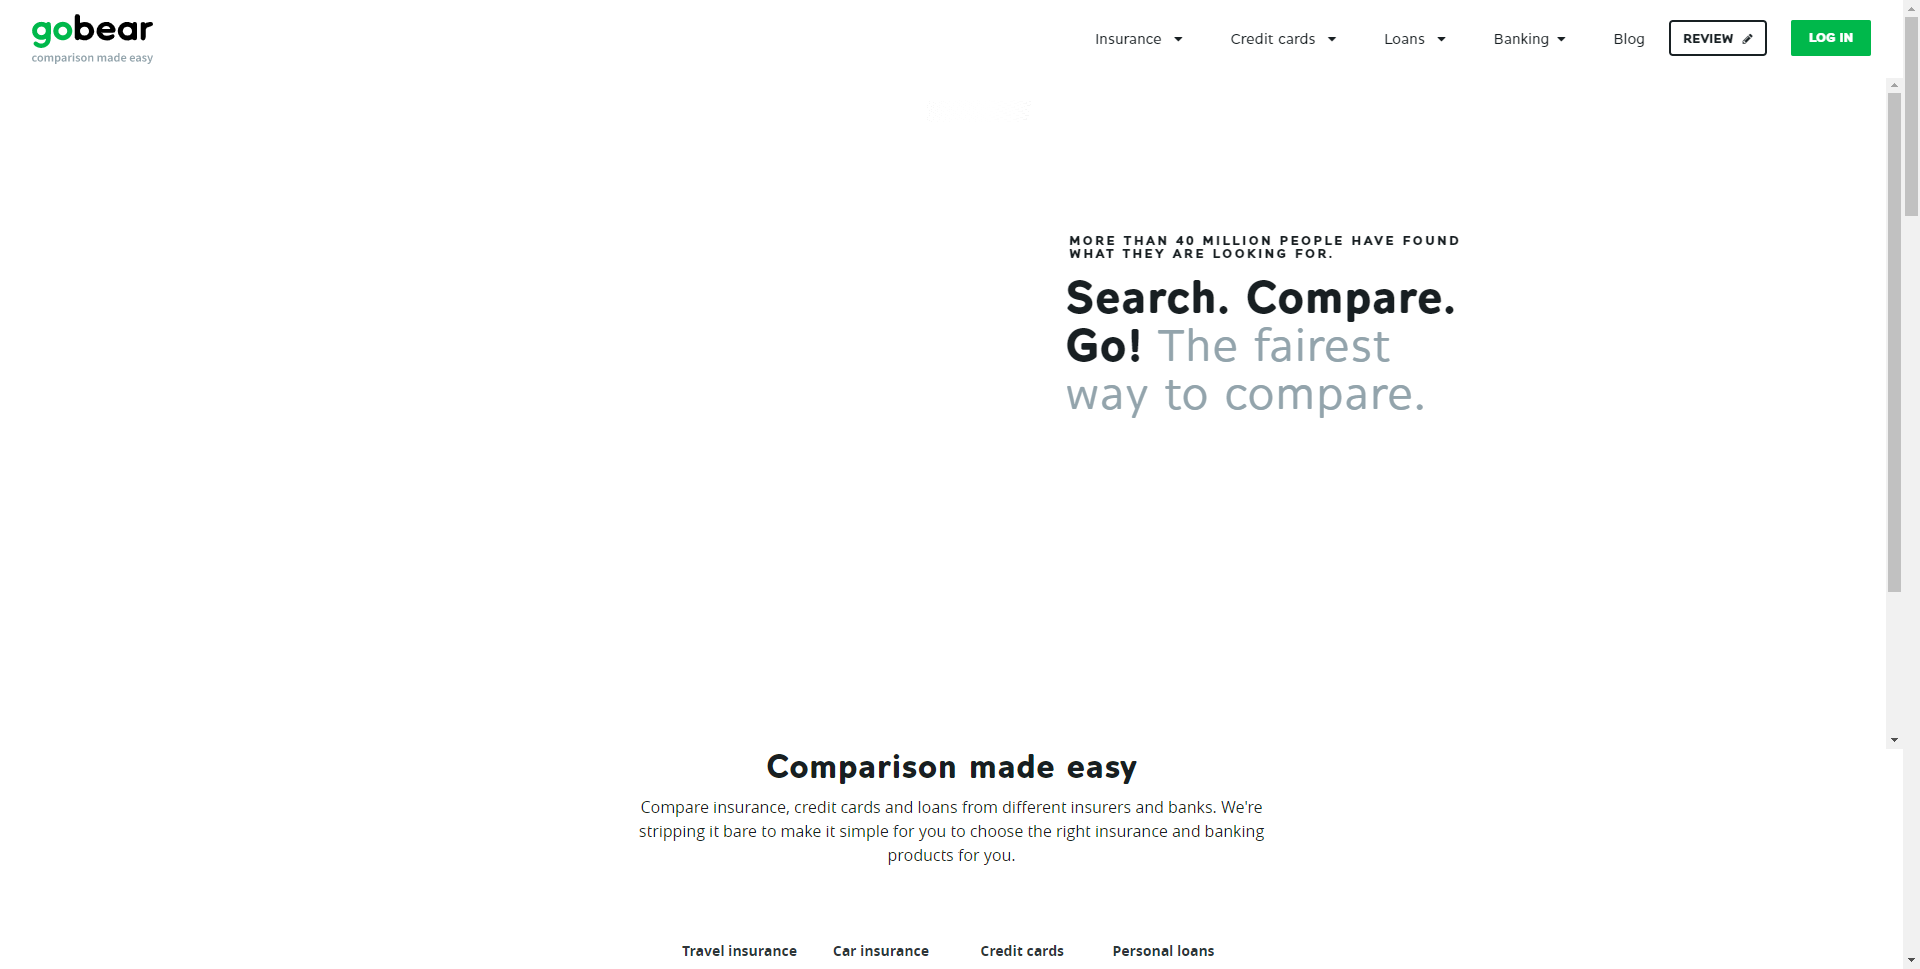 gobear
comparison made easy
Insurance
Credit cards
Loans
Banking
Blog
REVIEW
LOG IN
MORE THAN 40 MILLION PEOPLE HAVE FOUND
WHAT THEY ARE LOOKING FOR.
Search. Compare.
Go! The fairest
way to compare.
Comparison made easy
Compare insurance, credit cards and loans from different insurers and banks. We're
stripping it bare to make it simple for you to choose the right insurance and banking
products for you.
Travel insurance
Car insurance
Credit cards
Personal loans